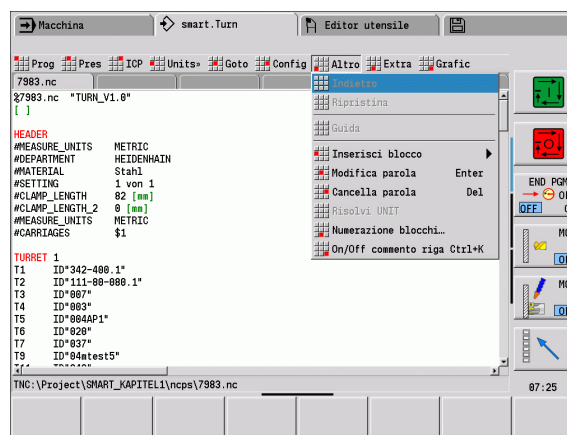 Macchina
smart.Turn
Editor utensile
Prog Pres ICP Units» Goto Config Altro Extra Grafic
7983.nc
%7983.nc "TURN_V1.0"
[ ]
HEADER
#MEASURE_UNITS METRIC
#DEPARTMENT HEIDENHAIN
#MATERIAL Stahl
#SETTING 1 von 1
#CLAMP_LENGTH 82 [mm]
#CLAMP_LENGTH_2 0 [mm]
#MEASURE_UNITS METRIC
#CARRIAGES $1
TURRET 1
T1 ID"342-400.1"
T2 ID"111-80-080.1"
T3 ID"007"
T4 ID"003"
T5 ID"004AP1"
T6 ID"020"
T7 ID"037"
T9 ID"04mtest5"
Indietro
Ripristina
Guida
Inserisci blocco
Modifica parola Enter
Cancella parola Del
Risolvi UNIT
Numerazione blocchi…
On/Off commento riga Ctrl+K
END PGM
OFF
TNC:\Project\SMART_KAPITEL1\ncps\7983.nc
07:25